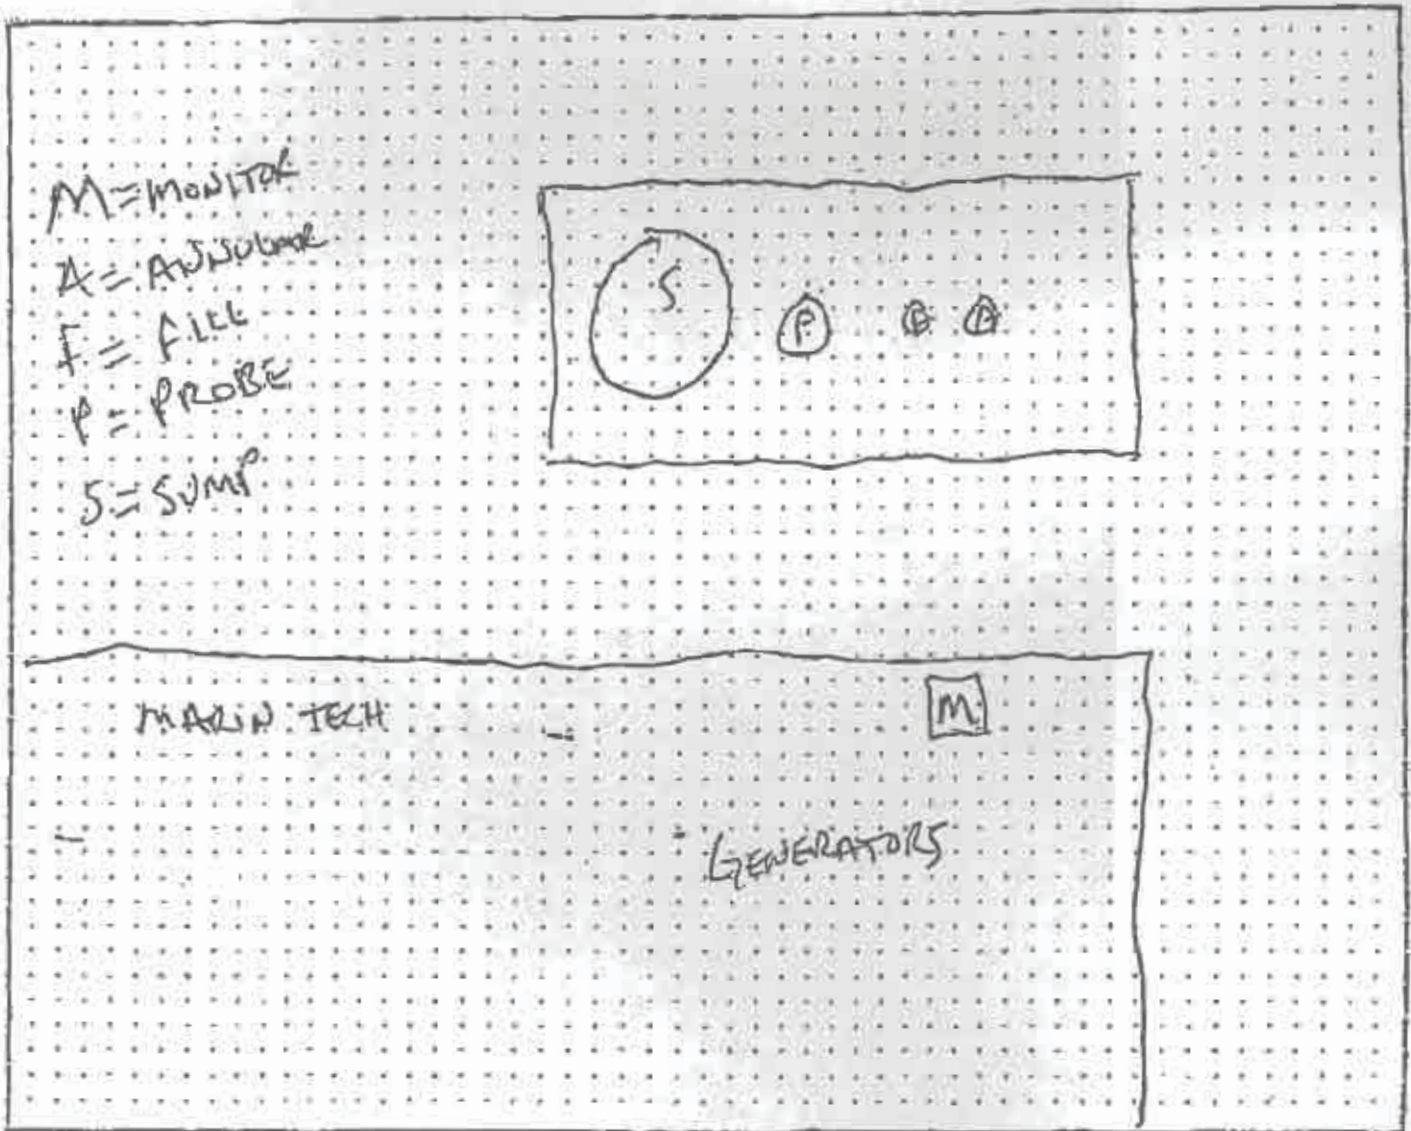 M=MONITOR
A=ANNULAR
F=FILL
P=PROBE
S=SUMP
S
A
MARIN TECH
M
GENERATORS